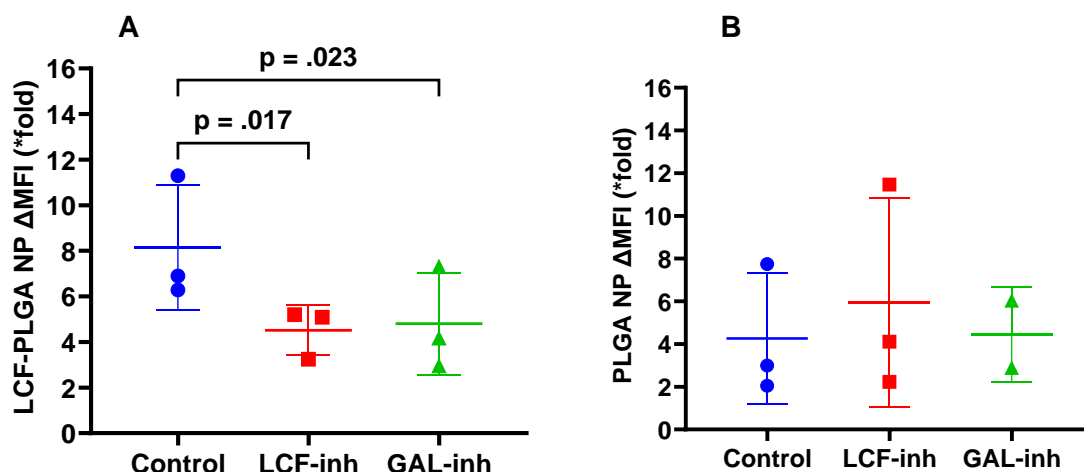 A
LCF-PLGA NP ΔMFI (*fold)
16
14
12
10
8
6
4
2
0
p = .023
p = .017
Control
LCF-inh
GAL-inh
B
PLGA NP ΔMFI (*fold)
16
14
12
10
8
6
4
2
0
Control
LCF-inh
GAL-inh